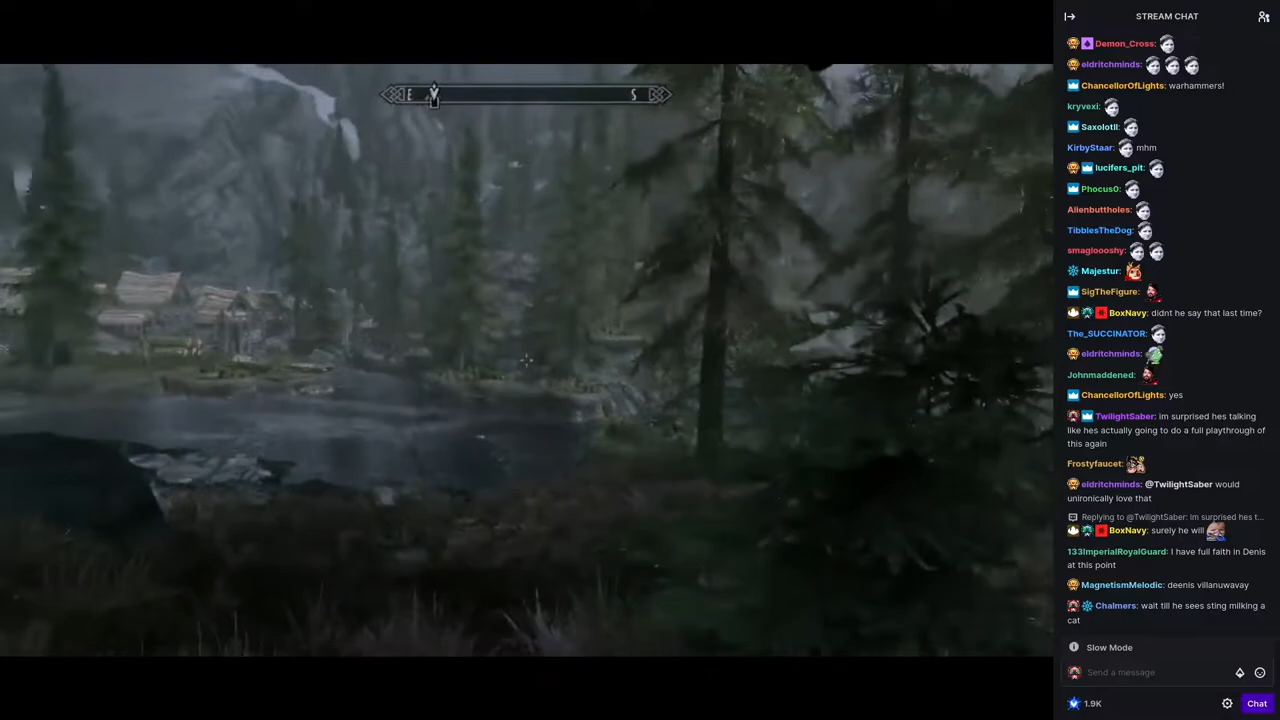 E
S
STREAM CHAT
Demon_Cross:
eldritchminds:
ChancellorOfLights: warhammers!
kryvexi:
Saxolotll:
KirbyStaar: mhm
lucifers_pit:
Phocus0:
Ailenbuttholes:
TibblesTheDog:
smagloooshy:
Majestur:
SigTheFigure:
BoxNavy: didnt he say that last time?
The_SUCCINATOR:
eldritchminds:
Johnmaddened:
ChancellorOfLights: yes
TwilightSaber: im surprised hes talking
like hes actually going to do a full playthrough of
this again
Frostyfaucet:
eldritchminds: @TwilightSaber would
unironically love that
Replying to @TwilightSaber: im surprised hes t...
BoxNavy: surely he will
133ImperialRoyalGuard: I have full faith in Denis
at this point
MagnetismMelodic: deenis villanuwavay
Chalmers: wait till he sees sting milking a
cat
Slow Mode
Send a message
1.9K
Chat